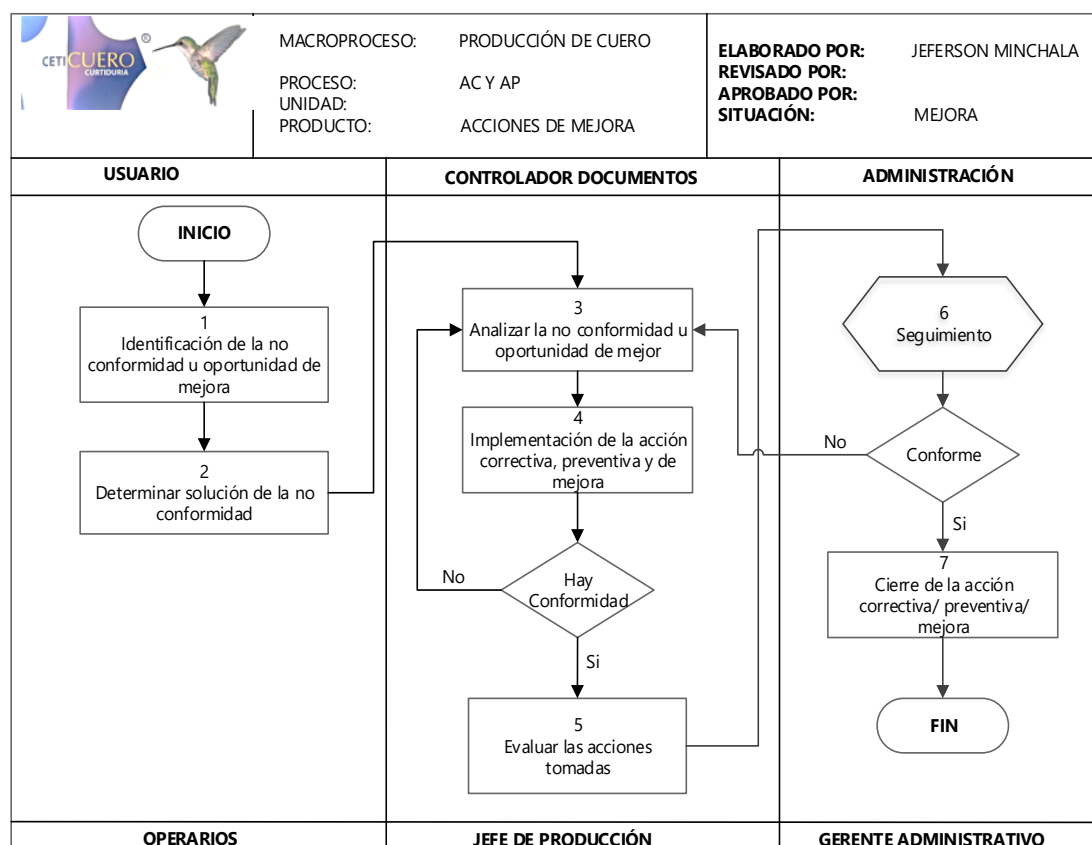 CETICUERO ®
CURTIDURIA
MACROPROCESO: PRODUCCIÓN DE CUERO
PROCESO: AC Y AP
UNIDAD:
PRODUCTO: ACCIONES DE MEJORA
ELABORADO POR: JEFERSON MINCHALA
REVISADO POR:
APROBADO POR:
SITUACIÓN: MEJORA
USUARIO
CONTROLADOR DOCUMENTOS
ADMINISTRACIÓN
INICIO
1
Identificación de la no
conformidad u oportunidad de
mejora
2
Determinar solución de la no
conformidad
3
Analizar la no conformidad u
oportunidad de mejor
4
Implementación de la acción
correctiva, preventiva y de
mejora
No
Hay
Conformidad
Si
5
Evaluar las acciones
tomadas
6
Seguimiento
No
Conforme
Si
7
Cierre de la acción
correctiva/ preventiva/
mejora
FIN
OPERARIOS
JEFE DE PRODUCCIÓN
GERENTE ADMINISTRATIVO